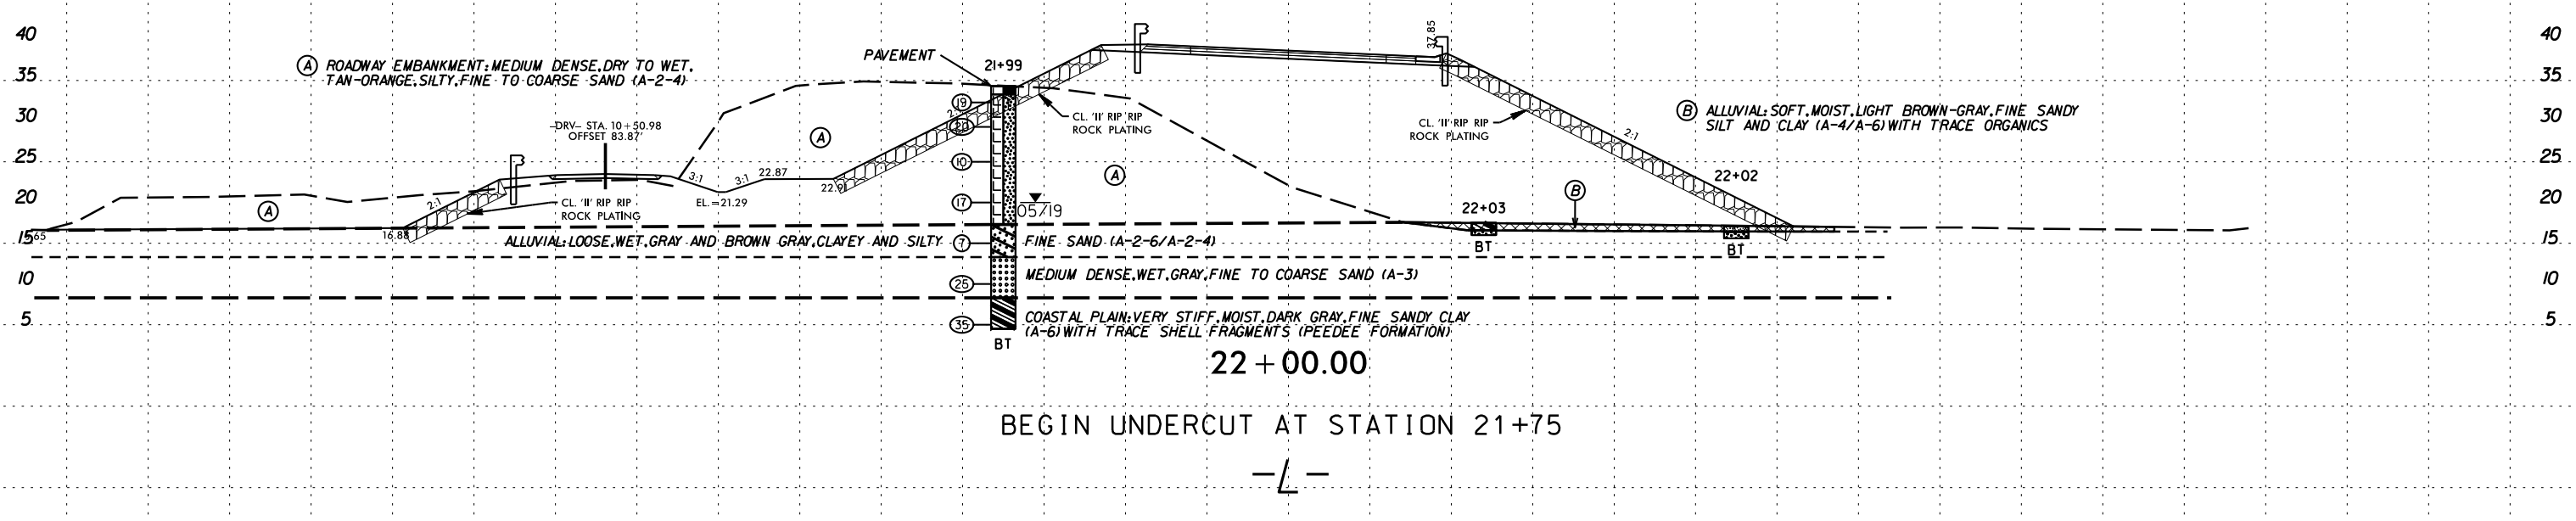 40
35
30
25
20
15
10
5
Ⓐ ROADWAY EMBANKMENT: MEDIUM DENSE, DRY TO WET,
TAN-ORANGE, SILTY, FINE TO COARSE SAND (A-2-4)
PAVEMENT
21+99
37.85
40
35
30
25
20
15
10
5
Ⓑ ALLUVIAL: SOFT, MOIST, LIGHT BROWN-GRAY, FINE SANDY
SILT AND CLAY (A-4/A-6) WITH TRACE ORGANICS
-DRV- STA. 10+50.98
OFFSET 83.87'
CL. 'II' RIP RIP
ROCK PLATING
CL. 'II' RIP RIP
ROCK PLATING
2:1
2:1
19
10
17
7
26
35
A
A
A
B
3:1
3:1
22.87
22.91
EL.=21.29
2:1
CL. 'II' RIP RIP
ROCK PLATING
16.88
05/19
22+02
22+03
BT
BT
ALLUVIAL: LOOSE, WET, GRAY AND BROWN GRAY, CLAYEY AND SILTY FINE SAND (A-2-6/A-2-4)
MEDIUM DENSE, WET, GRAY, FINE TO COARSE SAND (A-3)
COASTAL PLAIN: VERY STIFF, MOIST, DARK GRAY, FINE SANDY CLAY
(A-6) WITH TRACE SHELL FRAGMENTS (PEEDEE FORMATION)
BT
22+00.00
BEGIN UNDERCUT AT STATION 21+75
-L-